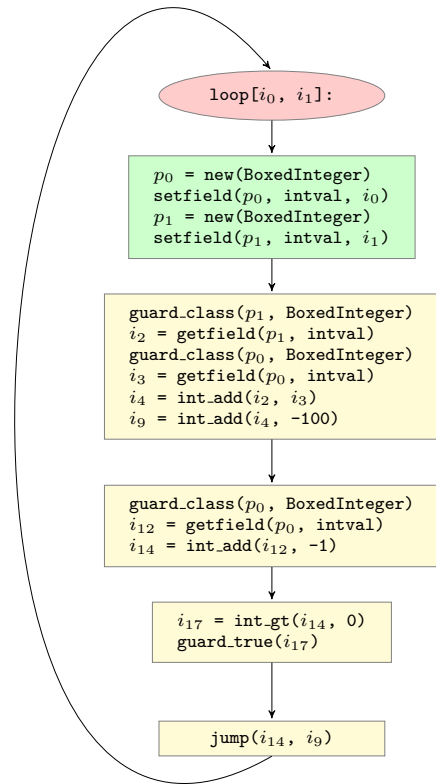 loop[i₀, i₁]:
p₀ = new(BoxedInteger)
setfield(p₀, intval, i₀)
p₁ = new(BoxedInteger)
setfield(p₁, intval, i₁)
guard_class(p₁, BoxedInteger)
i₂ = getfield(p₁, intval)
guard_class(p₀, BoxedInteger)
i₃ = getfield(p₀, intval)
i₄ = int_add(i₂, i₃)
i₉ = int_add(i₄, -100)
guard_class(p₀, BoxedInteger)
i₁₂ = getfield(p₀, intval)
i₁₄ = int_add(i₁₂, -1)
i₁₇ = int_gt(i₁₄, 0)
guard_true(i₁₇)
jump(i₁₄, i₉)